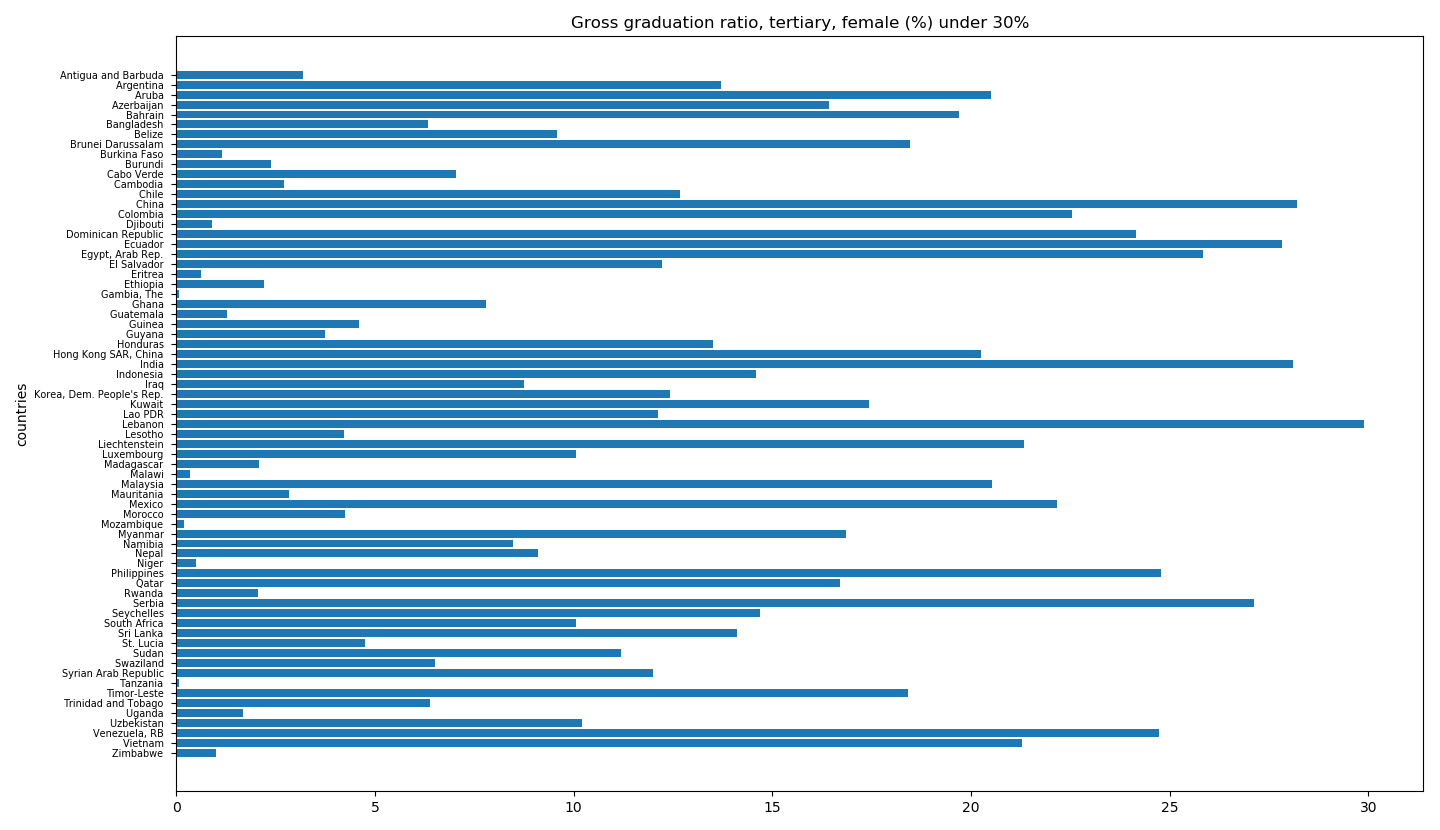 Gross graduation ratio, tertiary, female (%) under 30%
Antigua and Barbuda
Argentina
Aruba
Azerbaijan
Bahrain
Bangladesh
Belize
Brunei Darussalam
Burkina Faso
Burundi
Cabo Verde
Cambodia
Chile
China
Colombia
Djibouti
Dominican Republic
Ecuador
Egypt, Arab Rep.
El Salvador
Eritrea
Ethiopia
Gambia, The
Ghana
Guatemala
Guinea
Guyana
Honduras
Hong Kong SAR, China
India
Indonesia
Iraq
Korea, Dem. People's Rep.
Kuwait
Lao PDR
Lebanon
Lesotho
Liechtenstein
Luxembourg
Madagascar
Malawi
Malaysia
Mauritania
Mexico
Morocco
Mozambique
Myanmar
Namibia
Nepal
Niger
Philippines
Qatar
Rwanda
Serbia
Seychelles
South Africa
Sri Lanka
St. Lucia
Sudan
Swaziland
Syrian Arab Republic
Tanzania
Timor-Leste
Trinidad and Tobago
Uganda
Uzbekistan
Venezuela, RB
Vietnam
Zimbabwe
countries
0 5 10 15 20 25 30